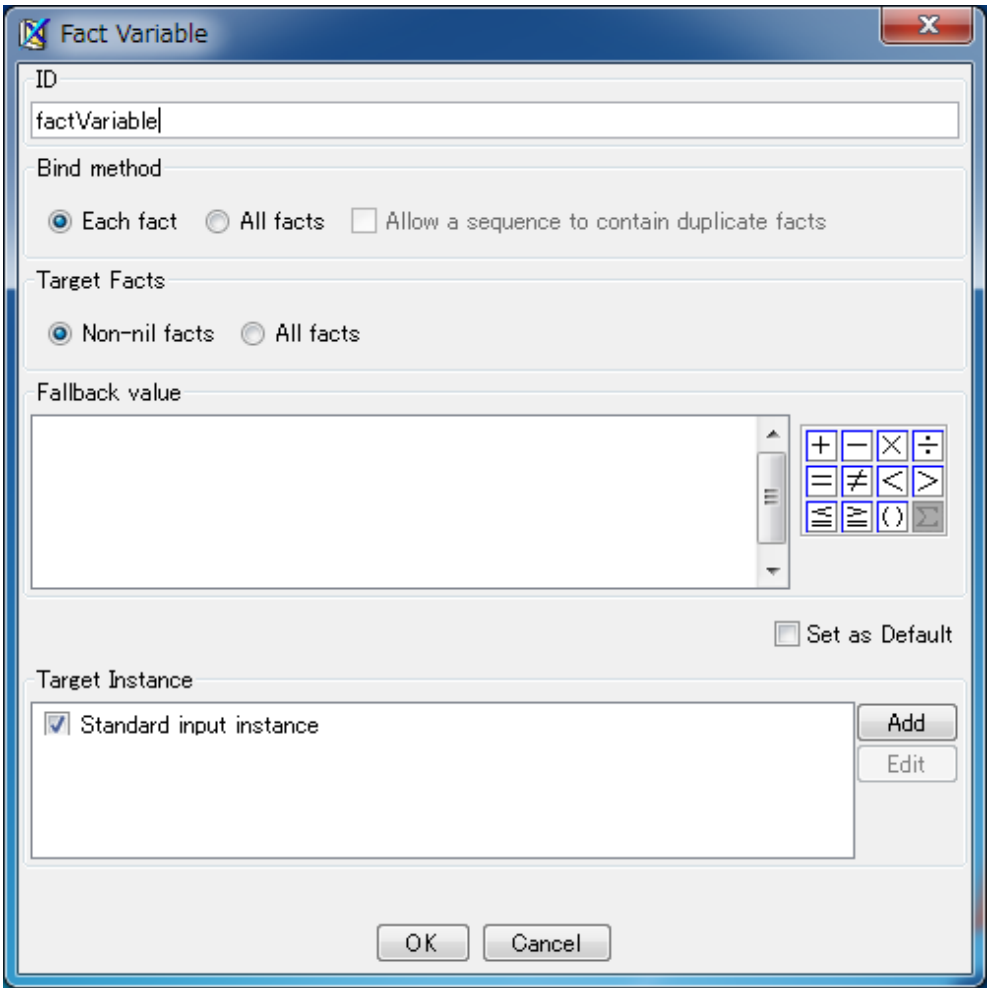 Fact Variable
ID
factVariable
Bind method
Each fact All facts Allow a sequence to contain duplicate facts
Target Facts
Non-nil facts All facts
Fallback value
+ − × ÷
= ≠ < >
≦ ≧ () Σ
Set as Default
Target Instance
Standard input instance
Add
Edit
OK Cancel